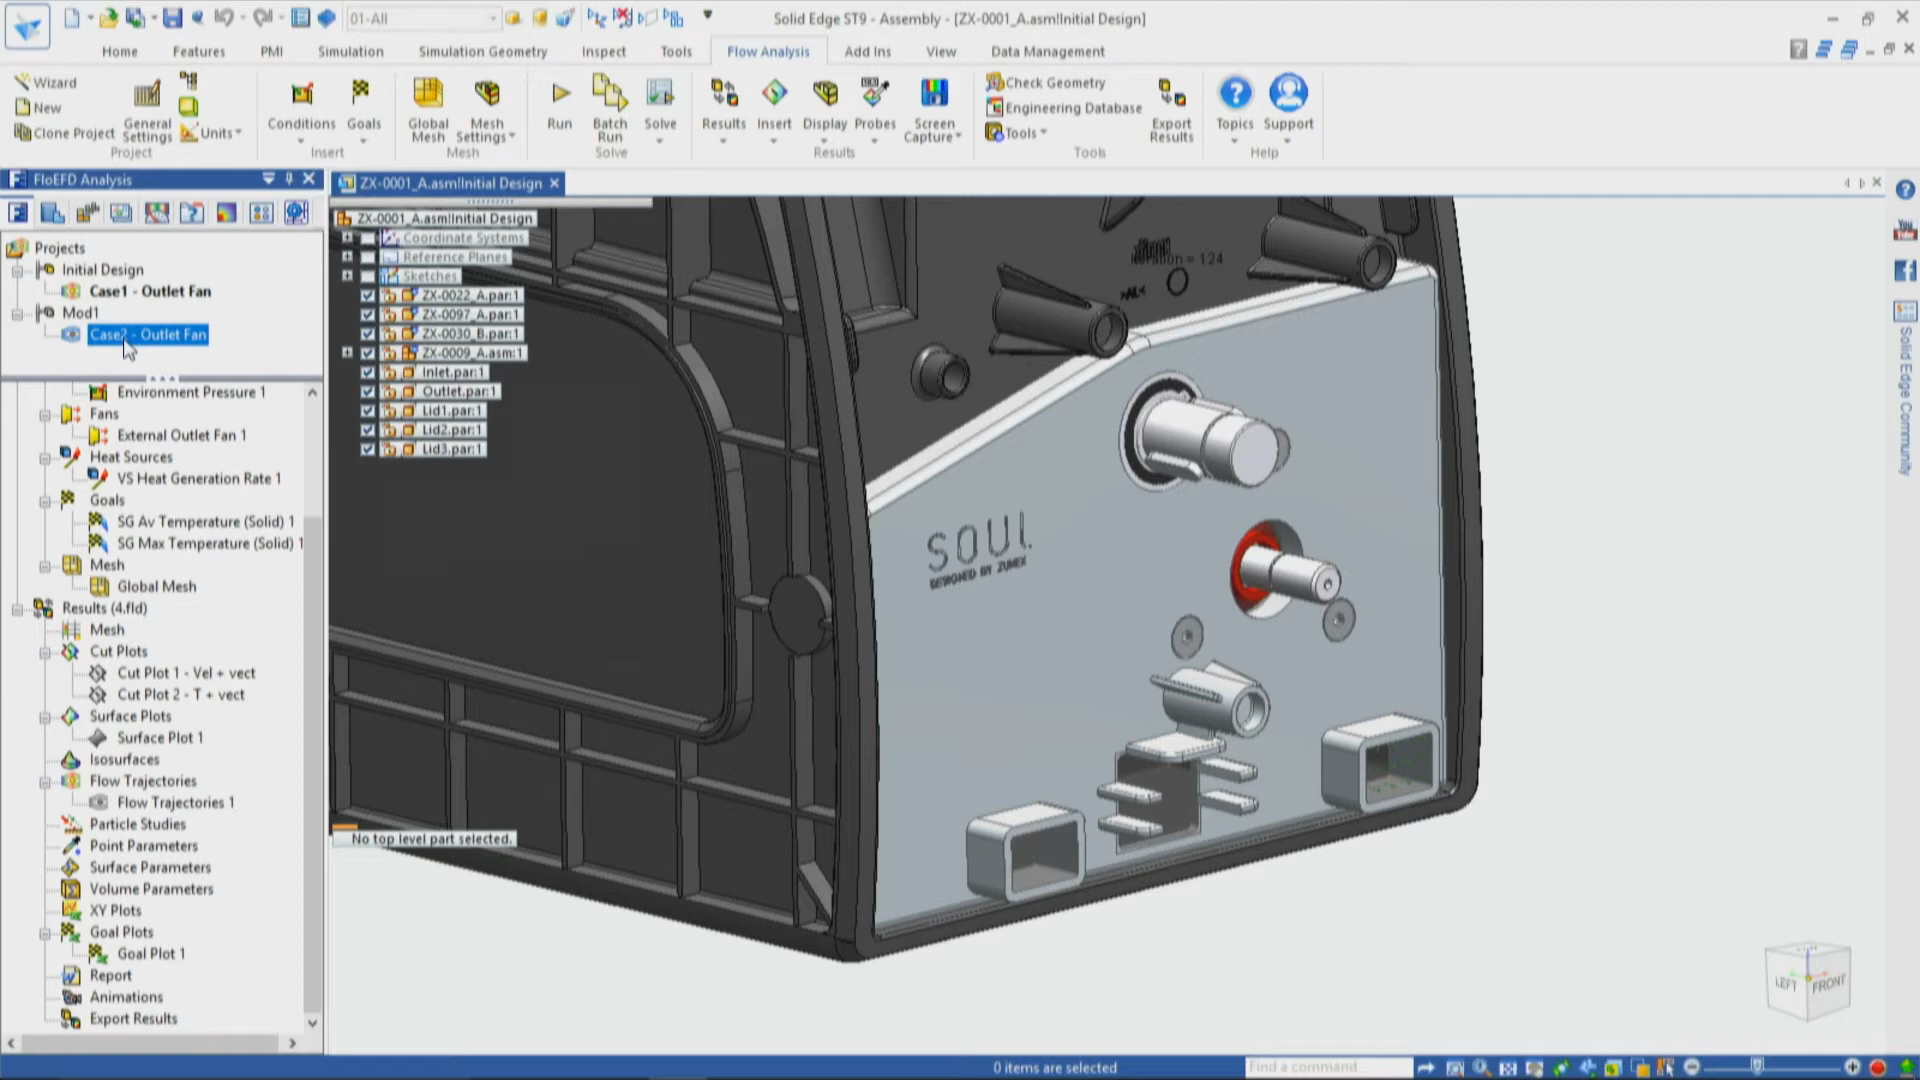 01-All
Solid Edge ST9 - Assembly - [ZX-0001_A.asm!Initial Design]
Home
Features
PMI
Simulation
Simulation Geometry
Inspect
Tools
Flow Analysis
Add Ins
View
Data Management
Wizard
New
Clone Project
General Settings
Units
Project
Conditions
Goals
Insert
Global Mesh
Mesh Settings
Mesh
Run
Batch Run
Solve
Solve
Results
Insert
Display
Probes
Screen Capture
Results
Check Geometry
Engineering Database
Tools
Export Results
Tools
Topics
Support
Help
FloEFD Analysis
ZX-0001_A.asm!Initial Design
Projects
Initial Design
Case1 - Outlet Fan
Mod1
Case2 - Outlet Fan
Environment Pressure 1
Fans
External Outlet Fan 1
Heat Sources
VS Heat Generation Rate 1
Goals
SG Av Temperature (Solid) 1
SG Max Temperature (Solid) 1
Mesh
Global Mesh
Results (4.fld)
Mesh
Cut Plots
Cut Plot 1 - Vel + vect
Cut Plot 2 - T + vect
Surface Plots
Surface Plot 1
Isosurfaces
Flow Trajectories
Flow Trajectories 1
Particle Studies
Point Parameters
Surface Parameters
Volume Parameters
XY Plots
Goal Plots
Goal Plot 1
Report
Animations
Export Results
ZX-0001_A.asm!Initial Design
Coordinate Systems
Reference Planes
Sketches
ZX-0022_A.par:1
ZX-0097_A.par:1
ZX-0030_B.par:1
ZX-0009_A.asm:1
Inlet.par:1
Outlet.par:1
Lid1.par:1
Lid2.par:1
Lid3.par:1
No top level part selected.
Iteration = 124
SOUL
DESIGNED BY ZUMEX
LEFT
FRONT
You Tube
Solid Edge Community
0 items are selected
Find a command